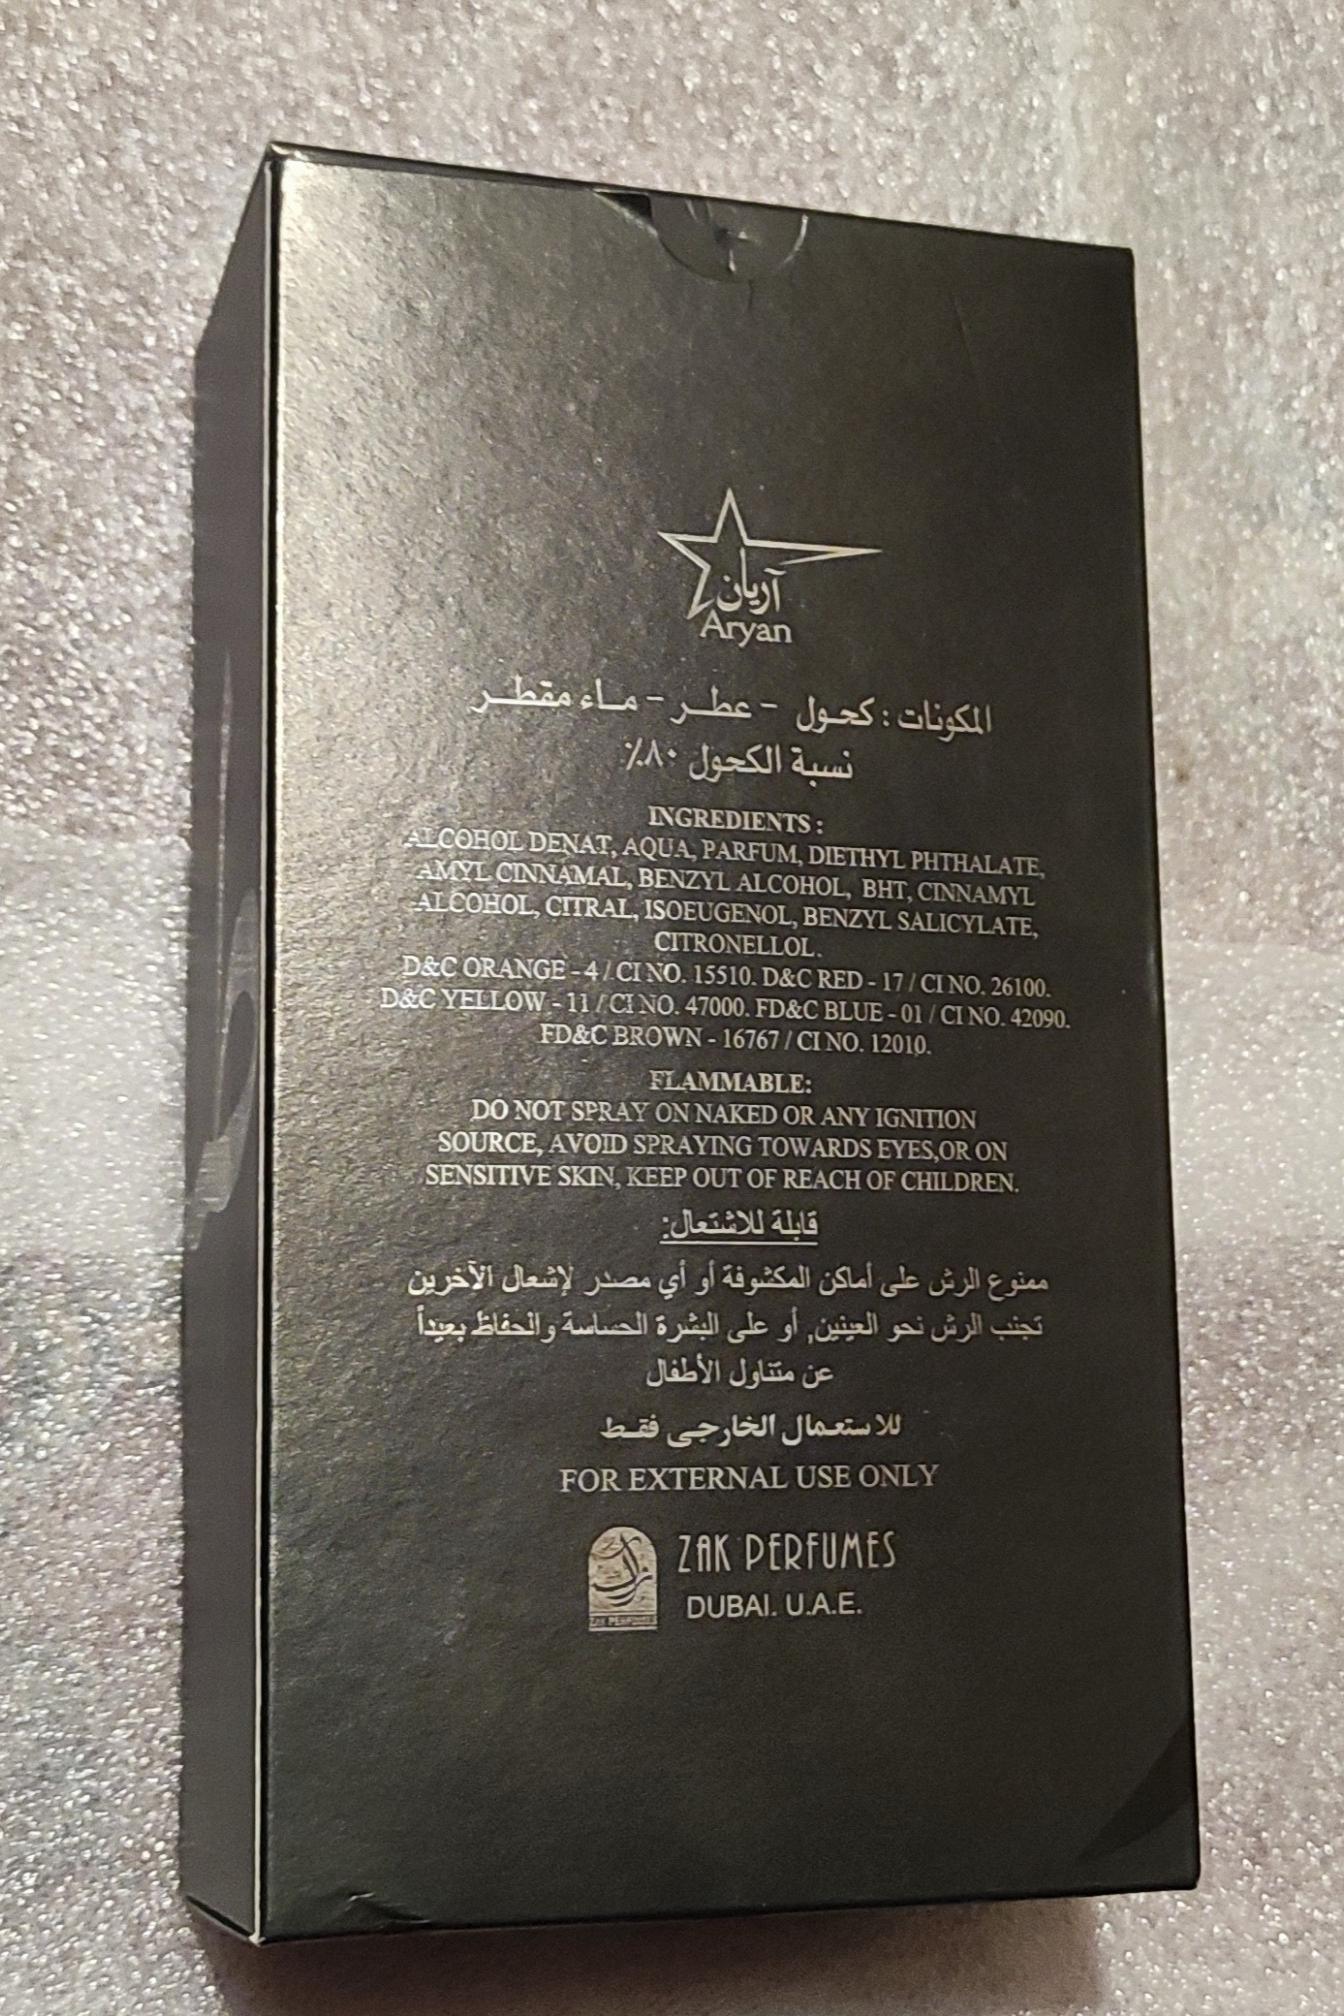 آريان
Aryan
المكونات : كحول - عطر - ماء مقطر
نسبة الكحول ٨٠٪
INGREDIENTS :
ALCOHOL DENAT, AQUA, PARFUM, DIETHYL PHTHALATE,
AMYL CINNAMAL, BENZYL ALCOHOL, BHT, CINNAMYL
ALCOHOL, CITRAL, ISOEUGENOL, BENZYL SALICYLATE,
CITRONELLOL.
D&C ORANGE - 4 / CI NO. 15510. D&C RED - 17 / CI NO. 26100.
D&C YELLOW - 11 / CI NO. 47000. FD&C BLUE - 01 / CI NO. 42090.
FD&C BROWN - 16767 / CI NO. 12010.
FLAMMABLE:
DO NOT SPRAY ON NAKED OR ANY IGNITION
SOURCE, AVOID SPRAYING TOWARDS EYES,OR ON
SENSITIVE SKIN, KEEP OUT OF REACH OF CHILDREN.
قابلة للاشتعال:
ممنوع الرش على أماكن المكشوفة أو أي مصدر لإشعال الآخرين
تجنب الرش نحو العينين, أو على البشرة الحساسة والحفاظ بعيداً
عن متناول الأطفال
للاستعمال الخارجى فقط
FOR EXTERNAL USE ONLY
ZAK PERFUMES
ZAK PERFUMES
DUBAI. U.A.E.